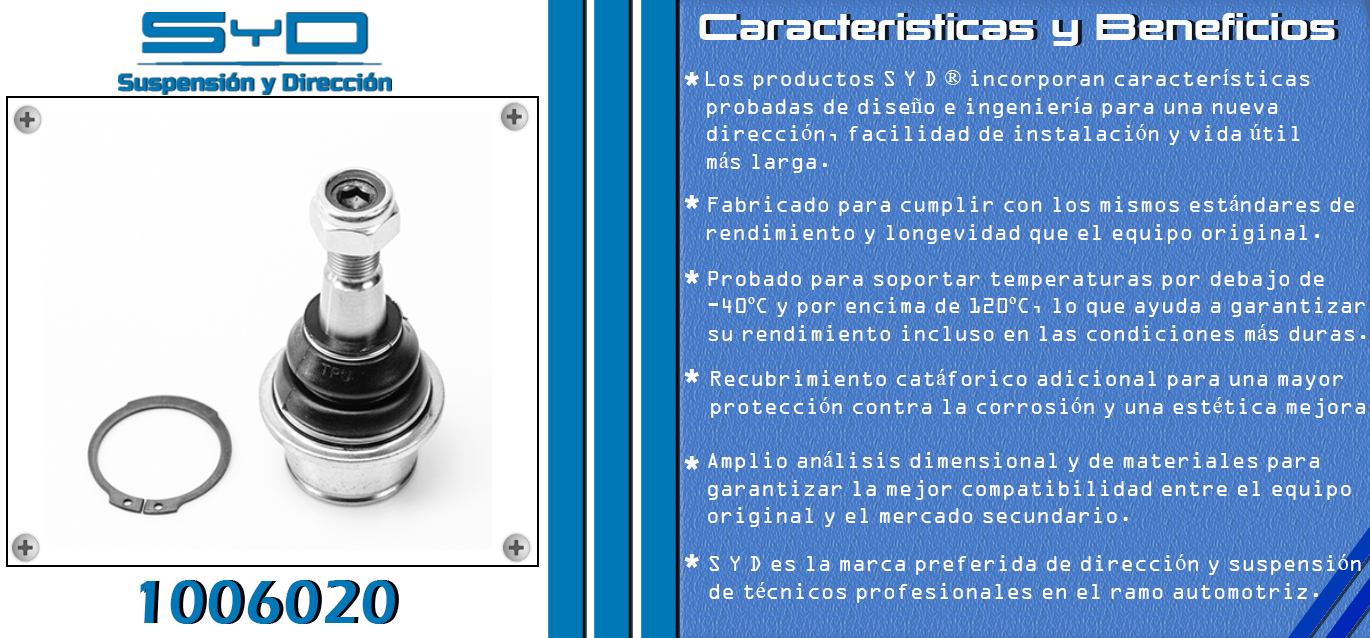 SYD
Suspensión y Dirección
TPU
1006020
Caracteristicas y Beneficios
* Los productos S Y D ® incorporan características
probadas de diseño e ingeniería para una nueva
dirección, facilidad de instalación y vida útil
más larga.
* Fabricado para cumplir con los mismos estándares de
rendimiento y longevidad que el equipo original.
* Probado para soportar temperaturas por debajo de
-40ºC y por encima de 120ºC, lo que ayuda a garantizar
su rendimiento incluso en las condiciones más duras.
* Recubrimiento catáforico adicional para una mayor
protección contra la corrosión y una estética mejora
* Amplio análisis dimensional y de materiales para
garantizar la mejor compatibilidad entre el equipo
original y el mercado secundario.
* S Y D es la marca preferida de dirección y suspensión
de técnicos profesionales en el ramo automotriz.